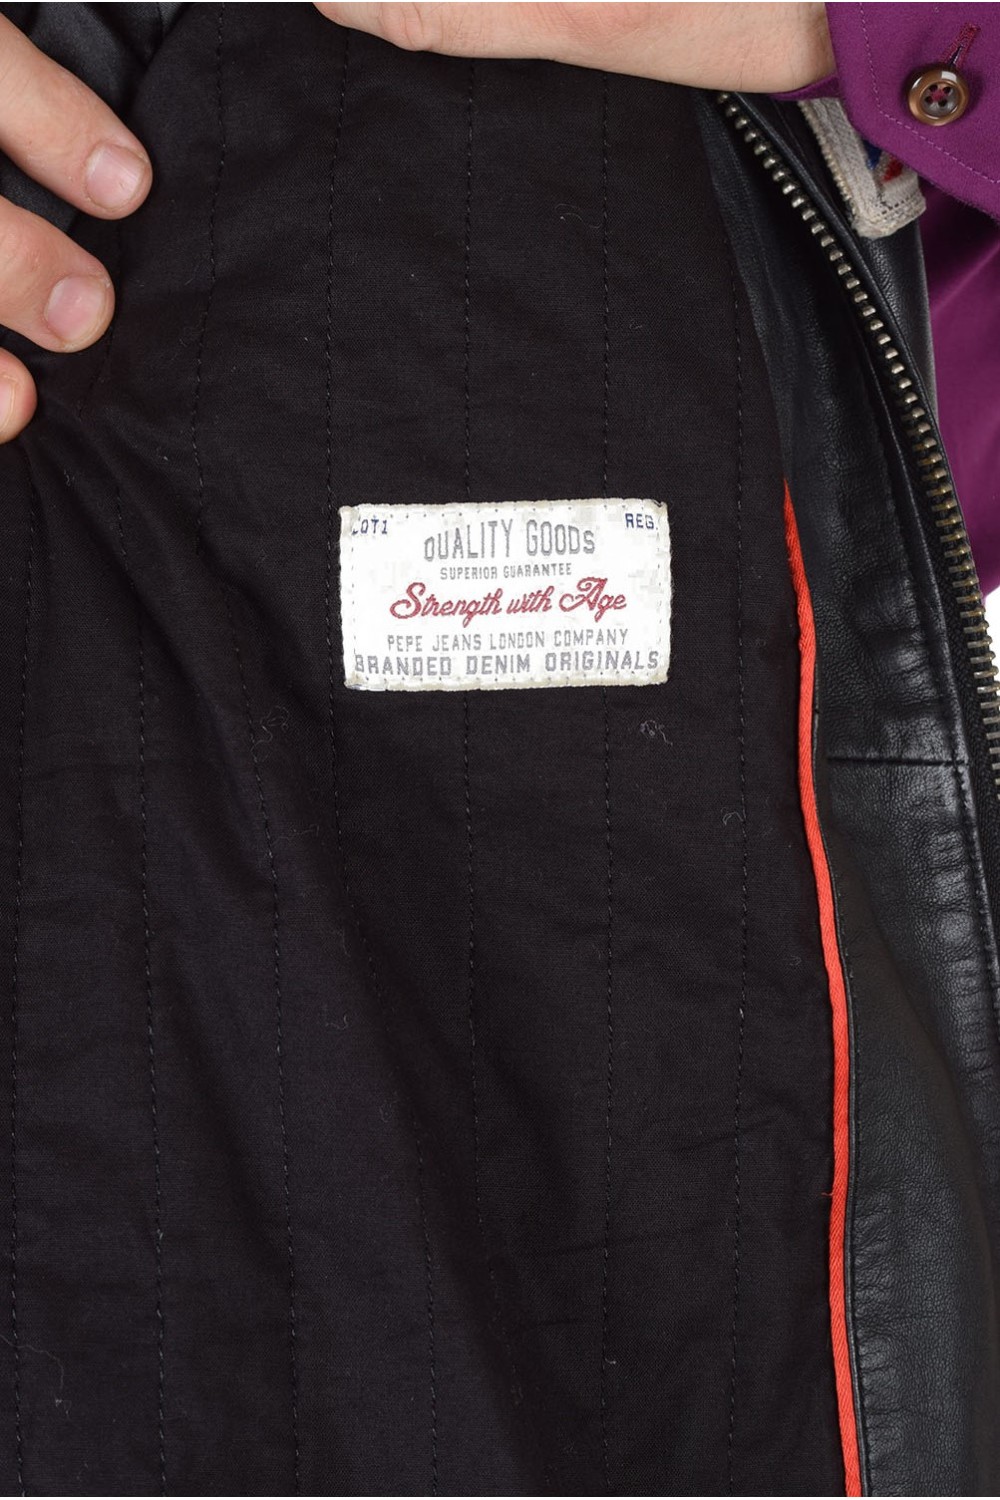 LOT1 REG.
QUALITY GOODS
SUPERIOR GUARANTEE
Strength with Age
PEPE JEANS LONDON COMPANY
BRANDED DENIM ORIGINALS